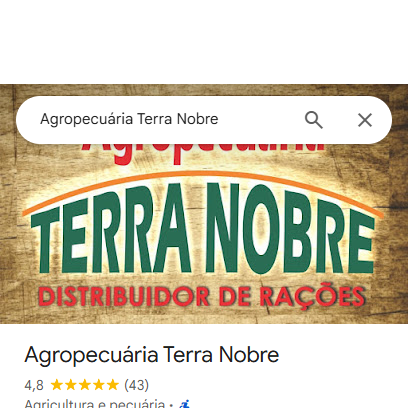 Agropecuária Terra Nobre
Agropecuária
TERRA NOBRE
DISTRIBUIDOR DE RAÇÕES
Agropecuária Terra Nobre
4,8 (43)
Agricultura e pecuária ·